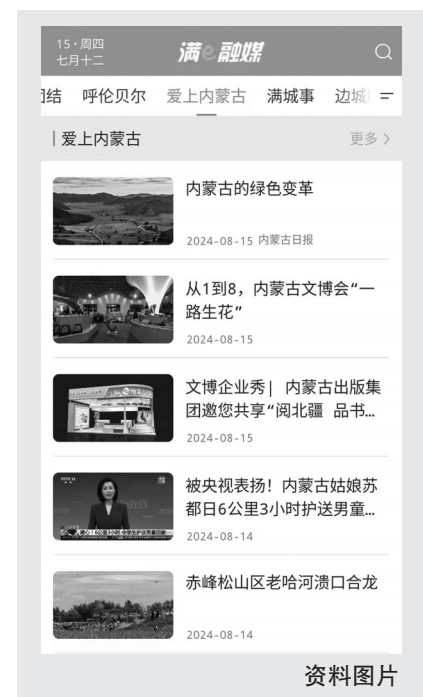 15·周四
七月十二
满e融媒
团结 呼伦贝尔 爱上内蒙古 满城事 边城
爱上内蒙古
更多
内蒙古的绿色变革
2024-08-15 内蒙古日报
从1到8，内蒙古文博会“一
路生花”
2024-08-15
文博企业秀| 内蒙古出版集
团邀您共享“阅北疆 品书…
2024-08-15
被央视表扬！内蒙古姑娘苏
都日6公里3小时护送男童…
2024-08-14
赤峰松山区老哈河溃口合龙
2024-08-14
资料图片